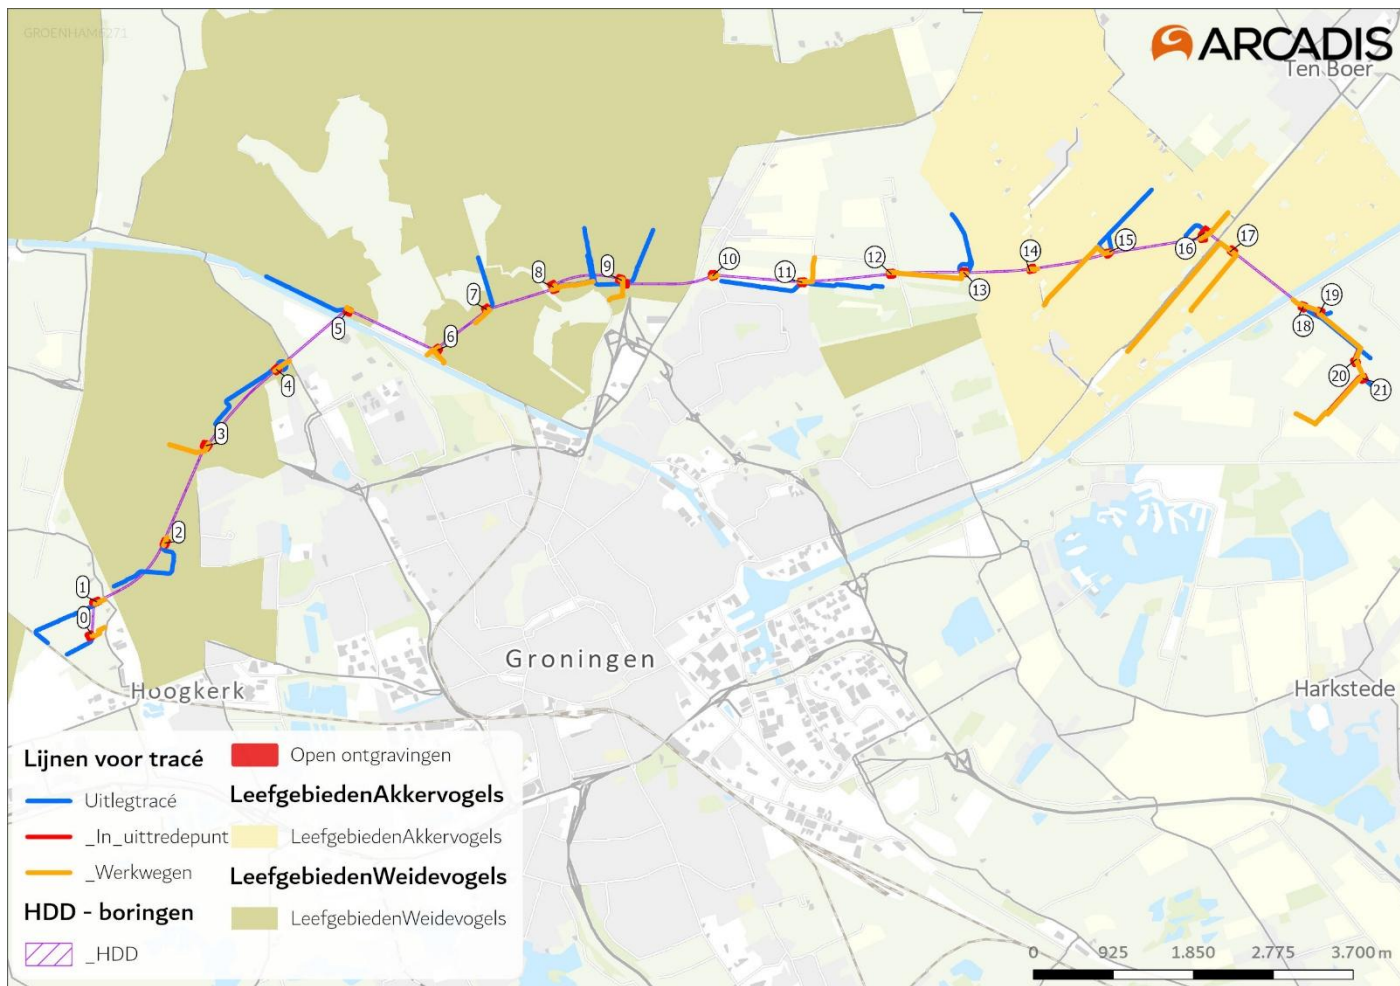 GROENHAM5271
ARCADIS
Ten Boer
17
16
15
14
13
12
11
10
9
8
7
6
5
4
3
2
1
0
18
19
20
21
Groningen
Hoogkerk
Harkstede
Lijnen voor tracé
Uitlegtracé
_In_uittredepunt
_Werkwegen
HDD - boringen
_HDD
Open ontgravingen
LeefgebiedenAkkervogels
LeefgebiedenAkkervogels
LeefgebiedenWeidevogels
LeefgebiedenWeidevogels
0 925 1.850 2.775 3.700 m